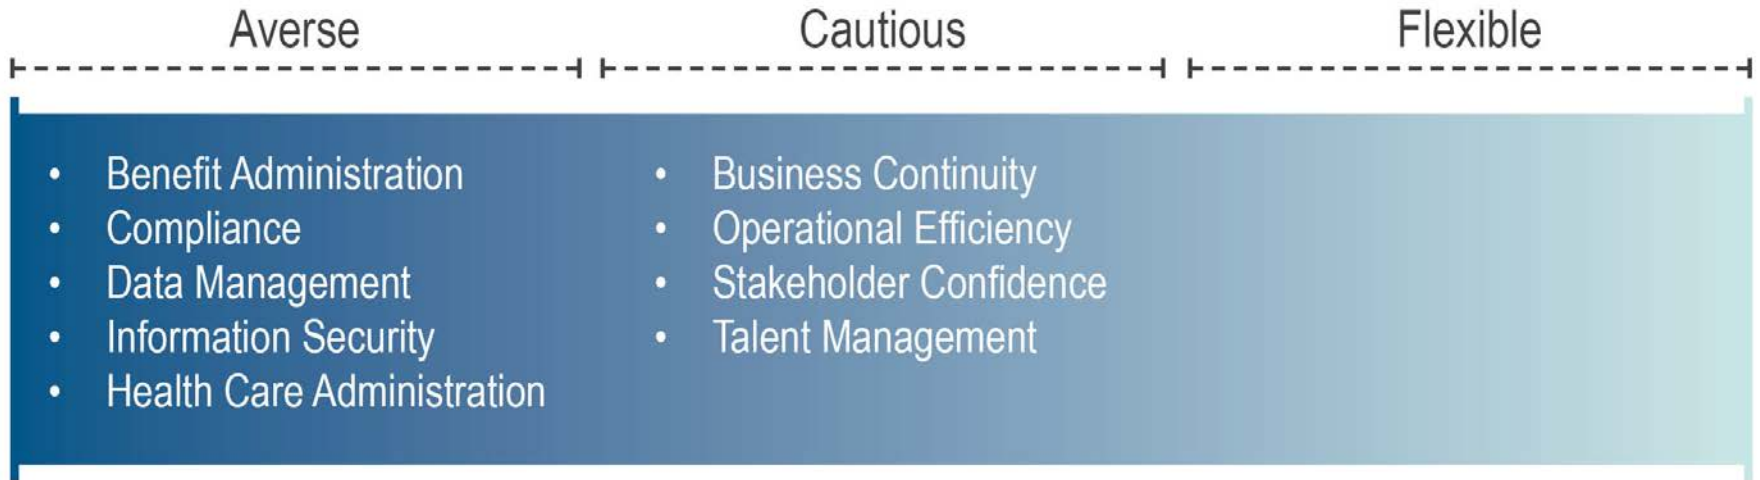 Averse
Cautious
Flexible
• Benefit Administration
• Compliance
• Data Management
• Information Security
• Health Care Administration
• Business Continuity
• Operational Efficiency
• Stakeholder Confidence
• Talent Management